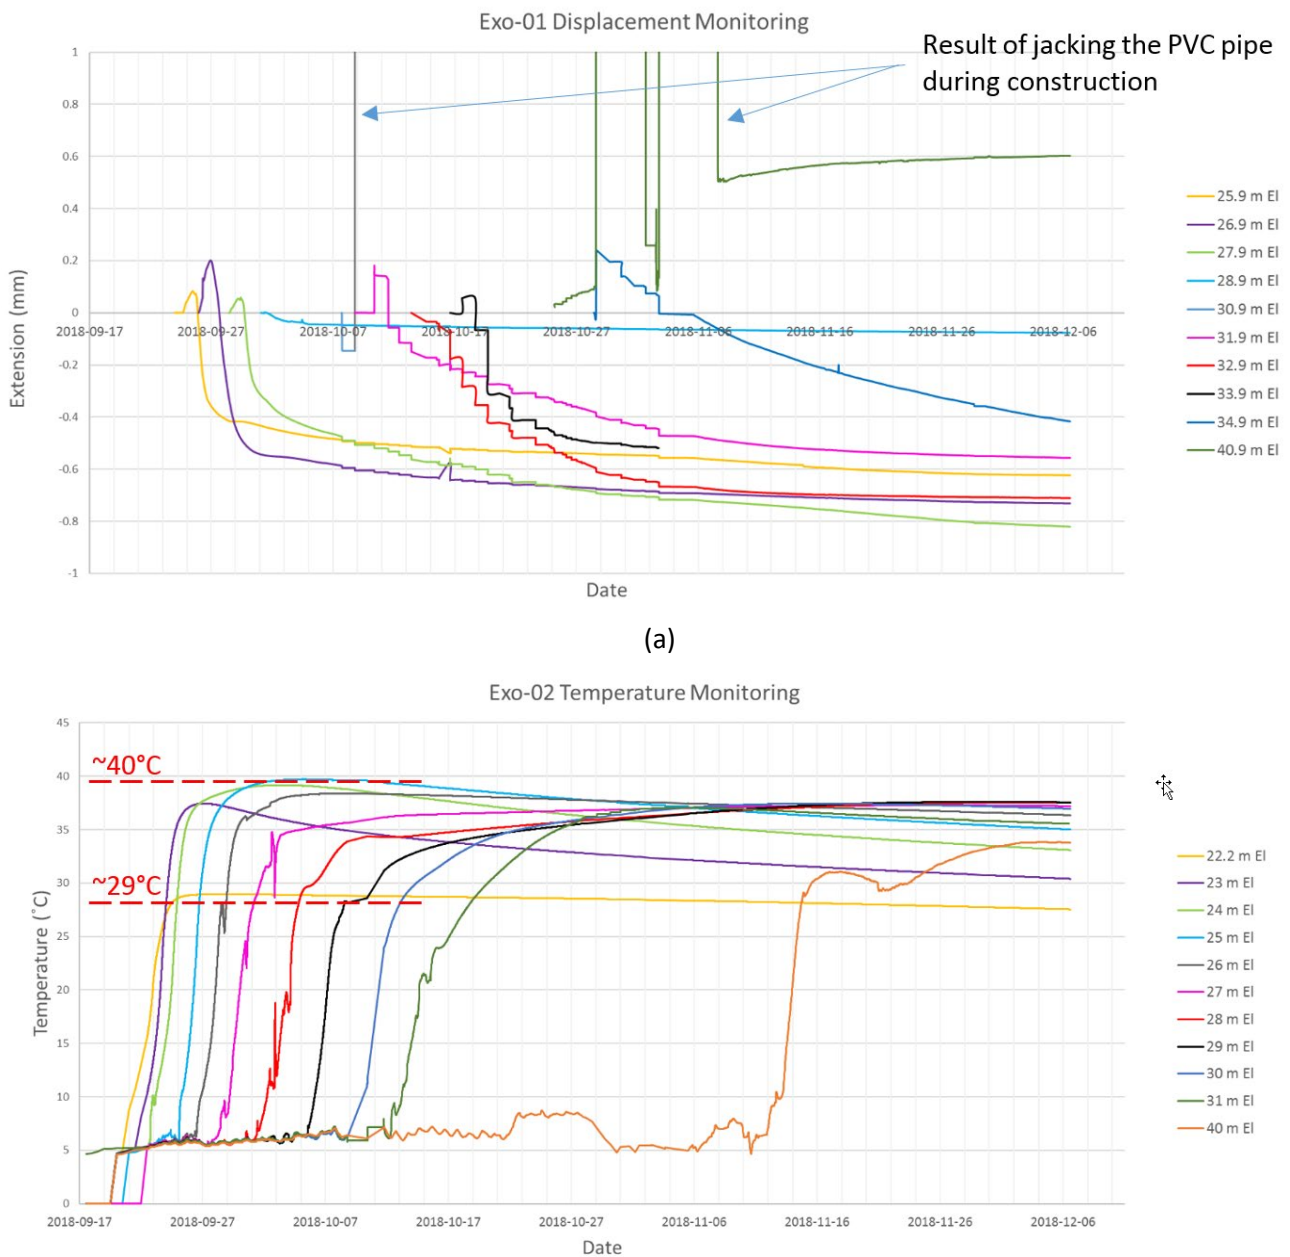 Exo-01 Displacement Monitoring
Result of jacking the PVC pipe
during construction
1
0.8
0.6
0.4
0.2
0
-0.2
-0.4
-0.6
-0.8
-1
Extension (mm)
2018-09-17 2018-09-27 2018-10-07 2018-10-17 2018-10-27 2018-11-06 2018-11-16 2018-11-26 2018-12-06
Date
25.9 m El
26.9 m El
27.9 m El
28.9 m El
30.9 m El
31.9 m El
32.9 m El
33.9 m El
34.9 m El
40.9 m El
(a)
Exo-02 Temperature Monitoring
45
40
35
30
25
20
15
10
5
0
Temperature (°C)
~40°C
~29°C
2018-09-17 2018-09-27 2018-10-07 2018-10-17 2018-10-27 2018-11-06 2018-11-16 2018-11-26 2018-12-06
Date
22.2 m El
23 m El
24 m El
25 m El
26 m El
27 m El
28 m El
29 m El
30 m El
31 m El
40 m El